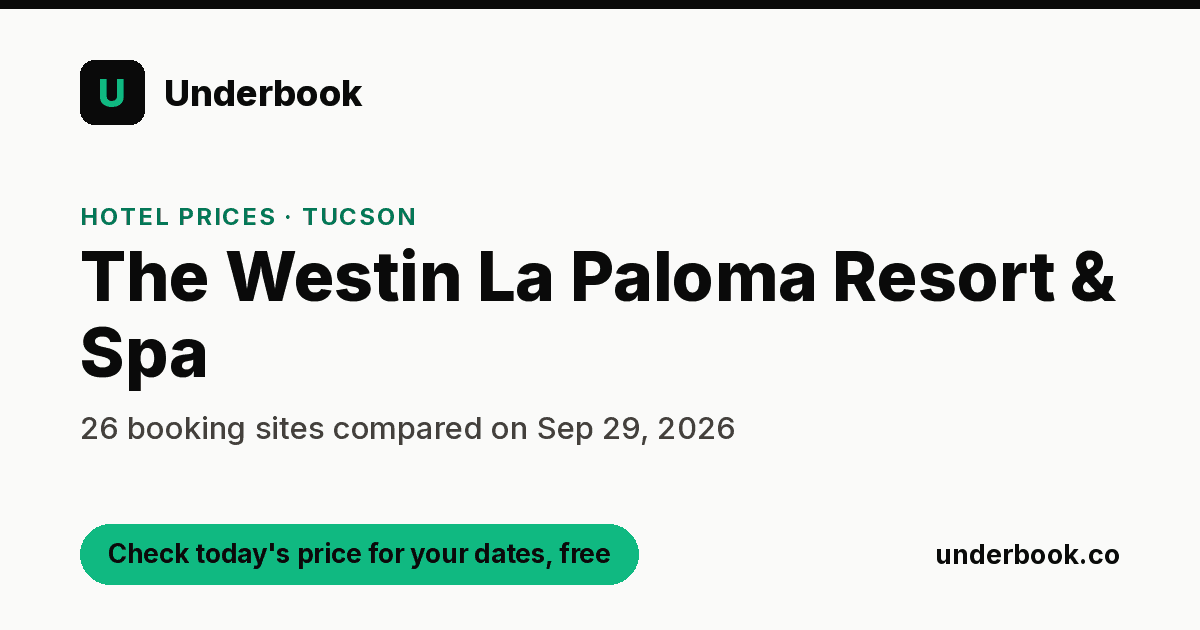 U Underbook
HOTEL PRICES · TUCSON
The Westin La Paloma Resort &
Spa
26 booking sites compared on Sep 29, 2026
Check today's price for your dates, free
underbook.co